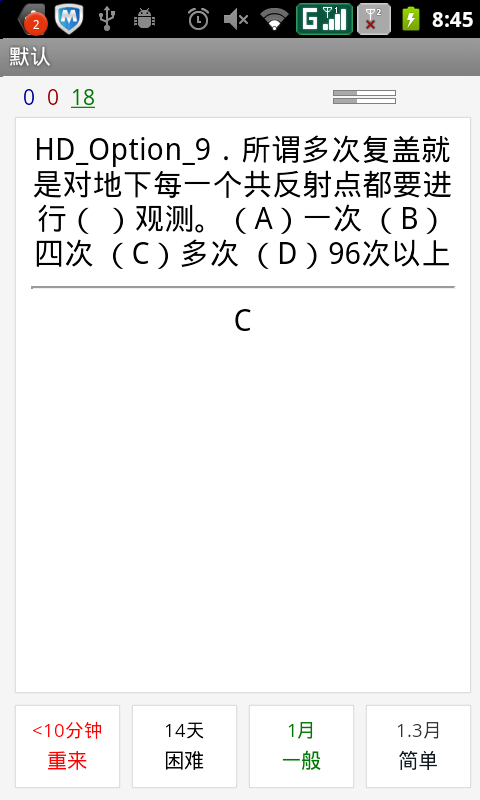 2 G 1 2 8:45
默认
0 0 18
HD_Option_9．所谓多次复盖就
是对地下每一个共反射点都要进
行（ ）观测。（A）一次 （B）
四次 （C）多次 （D）96次以上
C
<10分钟 14天 1月 1.3月
重来 困难 一般 简单